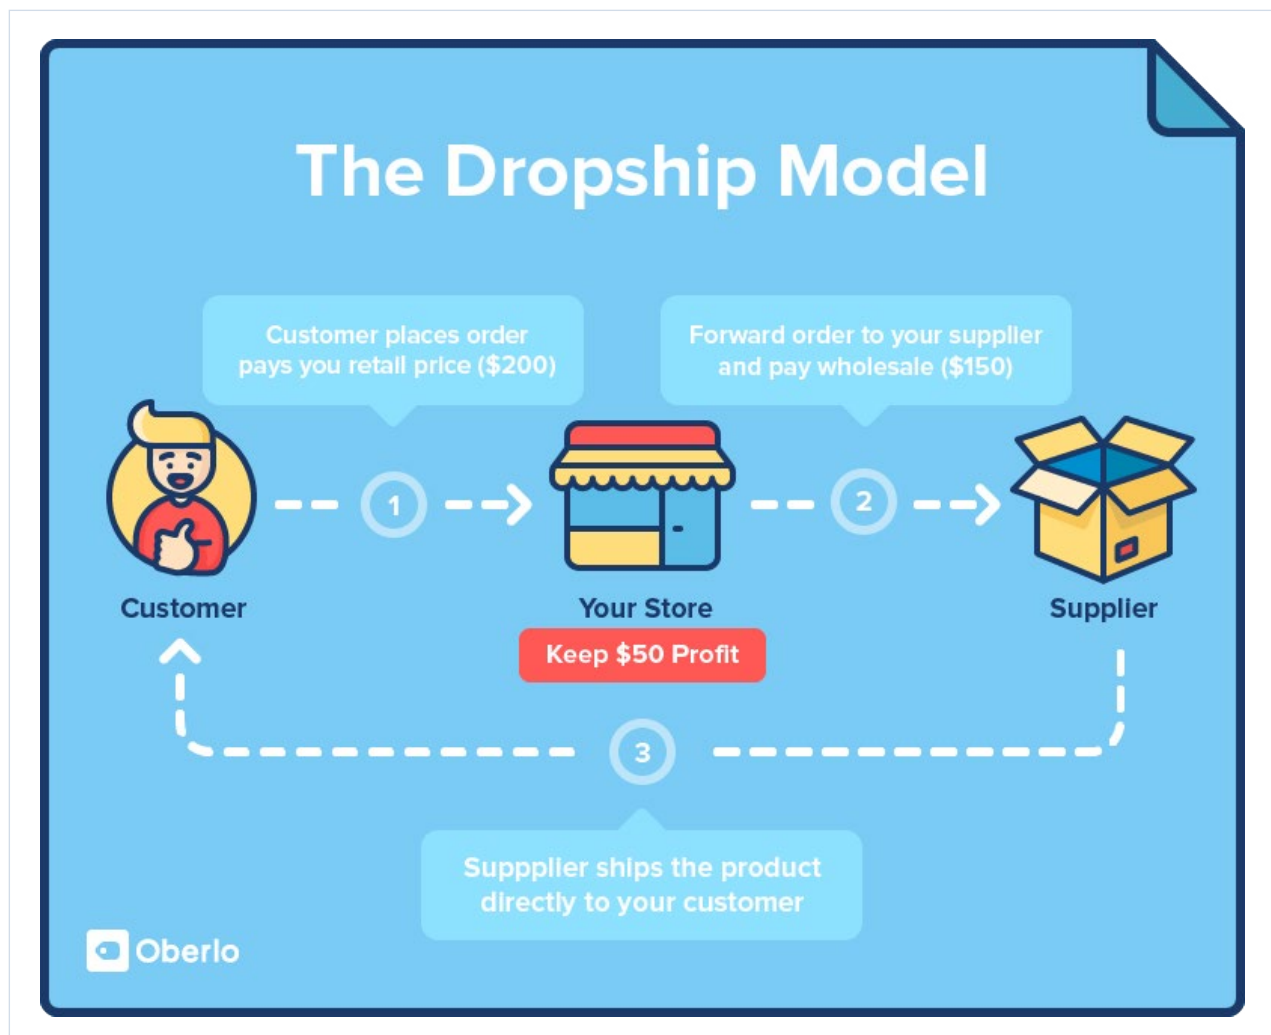 The Dropship Model
Customer places order
pays you retail price ($200)
Forward order to your supplier
and pay wholesale ($150)
1
2
Customer
Your Store
Supplier
Keep $50 Profit
3
Suppplier ships the product
directly to your customer
Oberlo